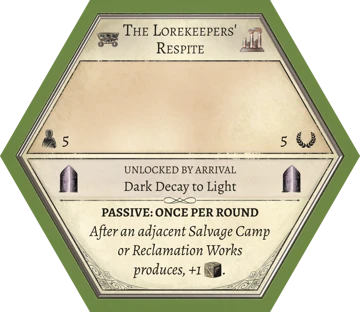 The Lorekeepers'
Respite
5 5
UNLOCKED BY ARRIVAL
Dark Decay to Light
PASSIVE: ONCE PER ROUND
After an adjacent Salvage Camp
or Reclamation Works
produces, +1 .